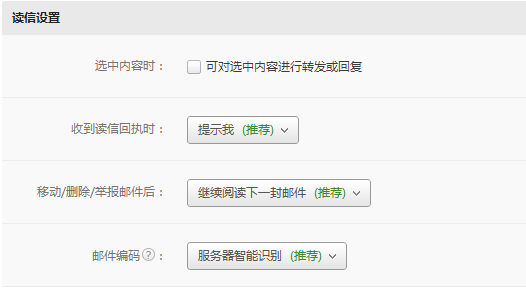 读信设置
选中内容时： 可对选中内容进行转发或回复
收到读信回执时： 提示我 (推荐)
移动/删除/举报邮件后： 继续阅读下一封邮件 (推荐)
邮件编码?： 服务器智能识别 (推荐)